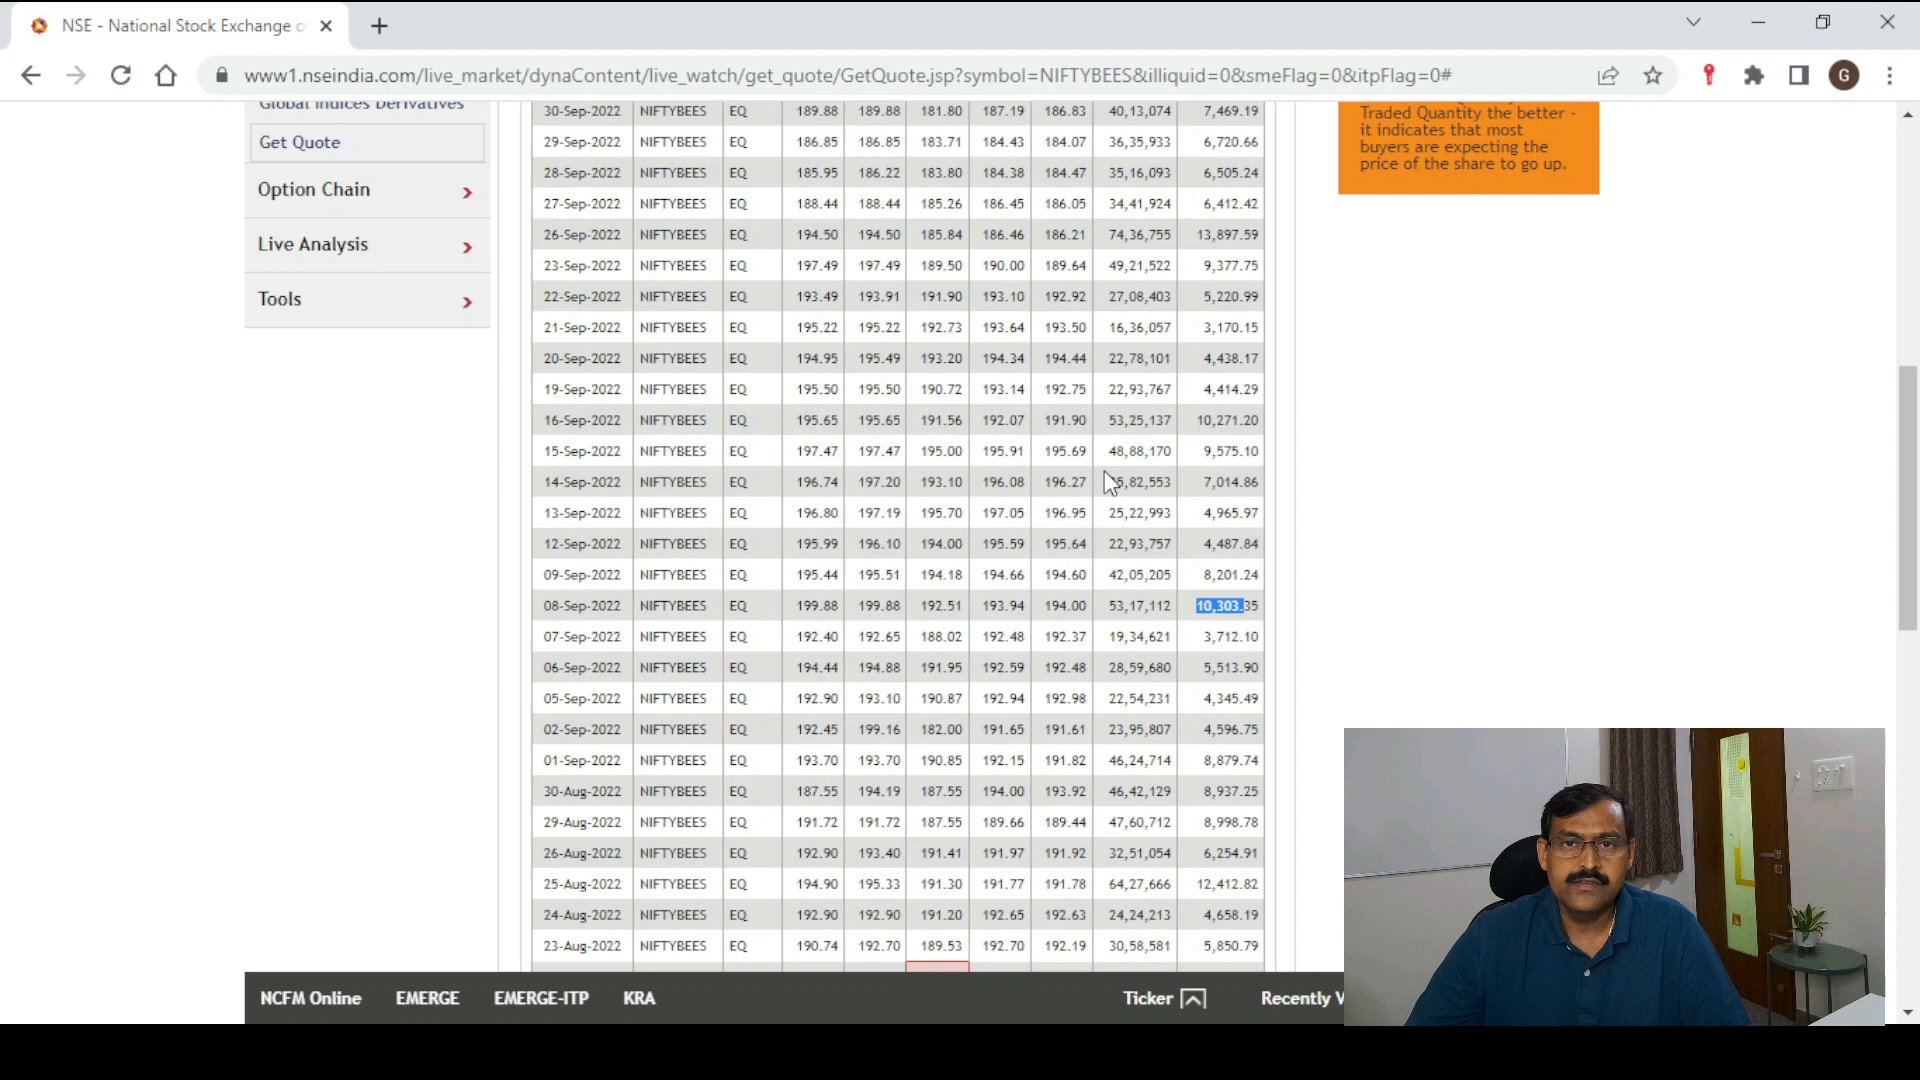 NSE - National Stock Exchange o
www1.nseindia.com/live_market/dynaContent/live_watch/get_quote/GetQuote.jsp?symbol=NIFTYBEES&illiquid=0&smeFlag=0&itpFlag=0#
G
Global Indices Derivatives
Get Quote
Option Chain
Live Analysis
Tools
30-Sep-2022 NIFTYBEES EQ 189.88 189.88 181.80 187.19 186.83 40,13,074 7,469.19
29-Sep-2022 NIFTYBEES EQ 186.85 186.85 183.71 184.43 184.07 36,35,933 6,720.66
28-Sep-2022 NIFTYBEES EQ 185.95 186.22 183.80 184.38 184.47 35,16,093 6,505.24
27-Sep-2022 NIFTYBEES EQ 188.44 188.44 185.26 186.45 186.05 34,41,924 6,412.42
26-Sep-2022 NIFTYBEES EQ 194.50 194.50 185.84 186.46 186.21 74,36,755 13,897.59
23-Sep-2022 NIFTYBEES EQ 197.49 197.49 189.50 190.00 189.64 49,21,522 9,377.75
22-Sep-2022 NIFTYBEES EQ 193.49 193.91 191.90 193.10 192.92 27,08,403 5,220.99
21-Sep-2022 NIFTYBEES EQ 195.22 195.22 192.73 193.64 193.50 16,36,057 3,170.15
20-Sep-2022 NIFTYBEES EQ 194.95 195.49 193.20 194.34 194.44 22,78,101 4,438.17
19-Sep-2022 NIFTYBEES EQ 195.50 195.50 190.72 193.14 192.75 22,93,767 4,414.29
16-Sep-2022 NIFTYBEES EQ 195.65 195.65 191.56 192.07 191.90 53,25,137 10,271.20
15-Sep-2022 NIFTYBEES EQ 197.47 197.47 195.00 195.91 195.69 48,88,170 9,575.10
14-Sep-2022 NIFTYBEES EQ 196.74 197.20 193.10 196.08 196.27 5,82,553 7,014.86
13-Sep-2022 NIFTYBEES EQ 196.80 197.19 195.70 197.05 196.95 25,22,993 4,965.97
12-Sep-2022 NIFTYBEES EQ 195.99 196.10 194.00 195.59 195.64 22,93,757 4,487.84
09-Sep-2022 NIFTYBEES EQ 195.44 195.51 194.18 194.66 194.60 42,05,205 8,201.24
08-Sep-2022 NIFTYBEES EQ 199.88 199.88 192.51 193.94 194.00 53,17,112 10,303.35
07-Sep-2022 NIFTYBEES EQ 192.40 192.65 188.02 192.48 192.37 19,34,621 3,712.10
06-Sep-2022 NIFTYBEES EQ 194.44 194.88 191.95 192.59 192.48 28,59,680 5,513.90
05-Sep-2022 NIFTYBEES EQ 192.90 193.10 190.87 192.94 192.98 22,54,231 4,345.49
02-Sep-2022 NIFTYBEES EQ 192.45 199.16 182.00 191.65 191.61 23,95,807 4,596.75
01-Sep-2022 NIFTYBEES EQ 193.70 193.70 190.85 192.15 191.82 46,24,714 8,879.74
30-Aug-2022 NIFTYBEES EQ 187.55 194.19 187.55 194.00 193.92 46,42,129 8,937.25
29-Aug-2022 NIFTYBEES EQ 191.72 191.72 187.55 189.66 189.44 47,60,712 8,998.78
26-Aug-2022 NIFTYBEES EQ 192.90 193.40 191.41 191.97 191.92 32,51,054 6,254.91
25-Aug-2022 NIFTYBEES EQ 194.90 195.33 191.30 191.77 191.78 64,27,666 12,412.82
24-Aug-2022 NIFTYBEES EQ 192.90 192.90 191.20 192.65 192.63 24,24,213 4,658.19
23-Aug-2022 NIFTYBEES EQ 190.74 192.70 189.53 192.70 192.19 30,58,581 5,850.79
Traded Quantity the better -
it indicates that most
buyers are expecting the
price of the share to go up.
NCFM Online EMERGE EMERGE-ITP KRA Ticker Recently V